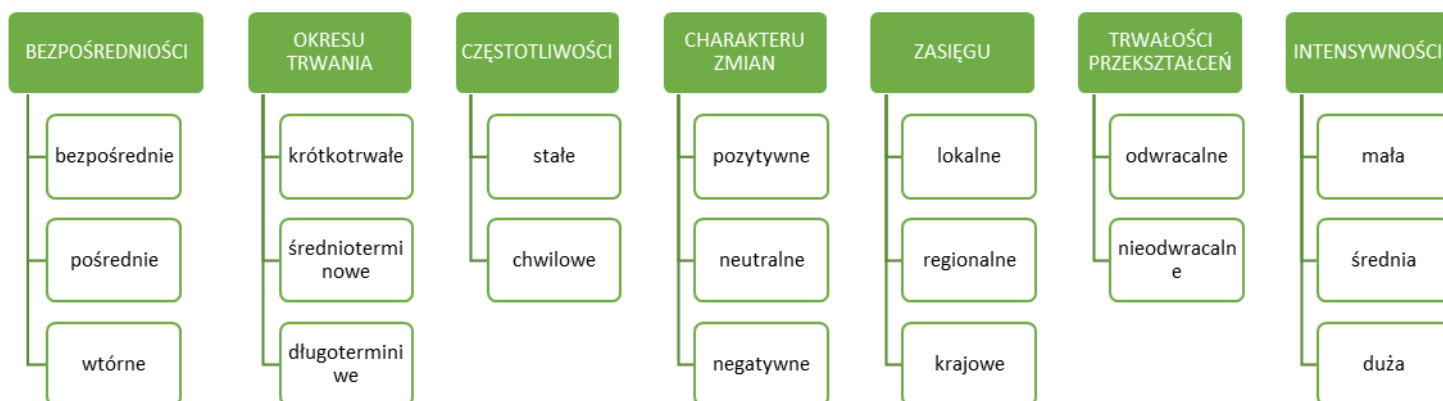 BEZPOŚREDNIOŚCI
bezpośrednie
pośrednie
wtórne
OKRESU
TRWANIA
krótkotrwałe
średniotermi
nowe
długotermini
we
CZĘSTOTLIWOŚCI
stałe
chwilowe
CHARAKTERU
ZMIAN
pozytywne
neutralne
negatywne
ZASIĘGU
lokalne
regionalne
krajowe
TRWAŁOŚCI
PRZEKSZTAŁCEŃ
odwracalne
nieodwracaln
e
INTENSYWNOŚCI
mała
średnia
duża